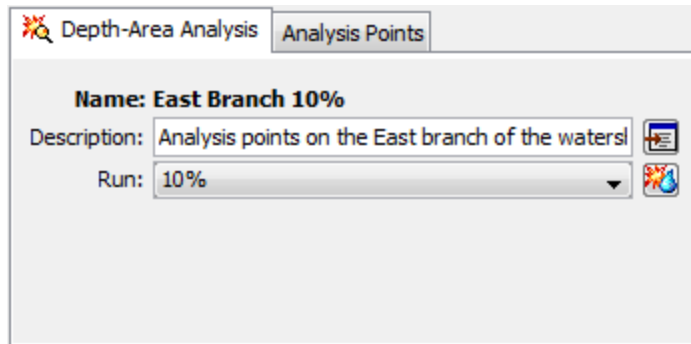 Depth-Area Analysis Analysis Points
Name: East Branch 10%
Description: Analysis points on the East branch of the watersl
Run: 10%